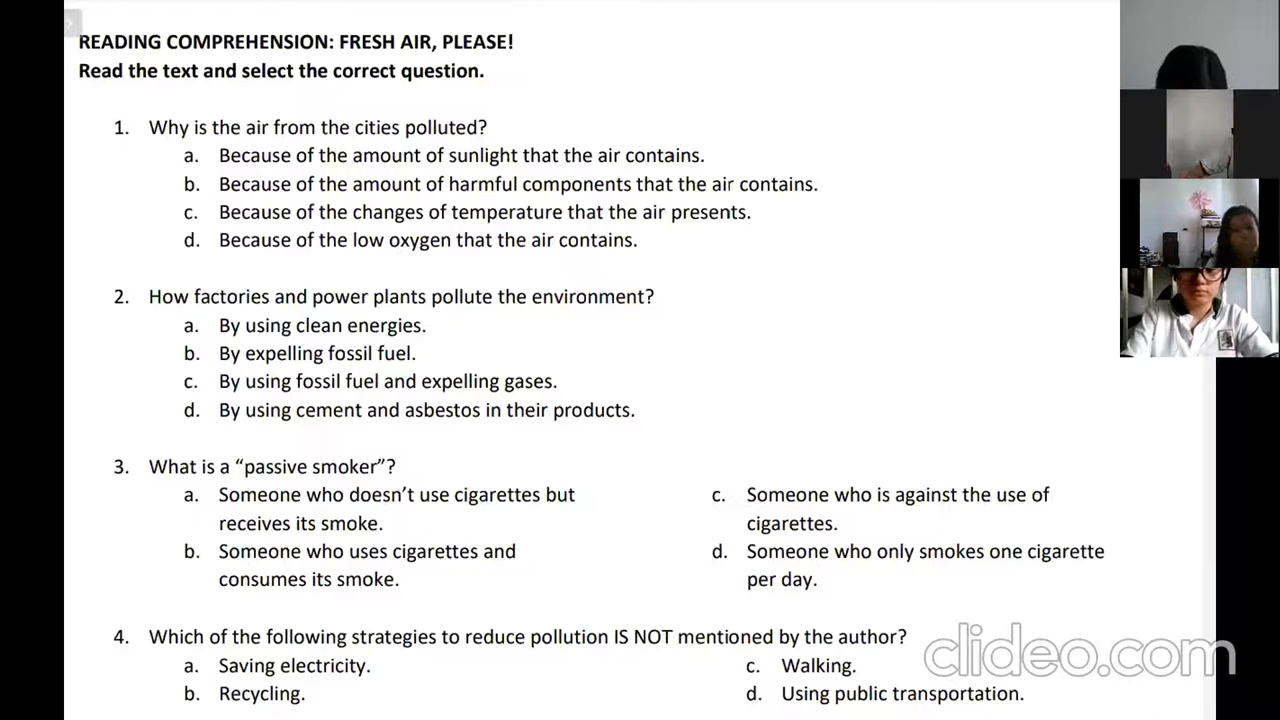 READING COMPREHENSION: FRESH AIR, PLEASE!
Read the text and select the correct question.
1. Why is the air from the cities polluted?
a. Because of the amount of sunlight that the air contains.
b. Because of the amount of harmful components that the air contains.
c. Because of the changes of temperature that the air presents.
d. Because of the low oxygen that the air contains.
2. How factories and power plants pollute the environment?
a. By using clean energies.
b. By expelling fossil fuel.
c. By using fossil fuel and expelling gases.
d. By using cement and asbestos in their products.
3. What is a “passive smoker”?
a. Someone who doesn’t use cigarettes but
receives its smoke.
b. Someone who uses cigarettes and
consumes its smoke.
c. Someone who is against the use of
cigarettes.
d. Someone who only smokes one cigarette
per day.
4. Which of the following strategies to reduce pollution IS NOT mentioned by the author?
a. Saving electricity.
b. Recycling.
c. Walking.
d. Using public transportation.
clideo.com